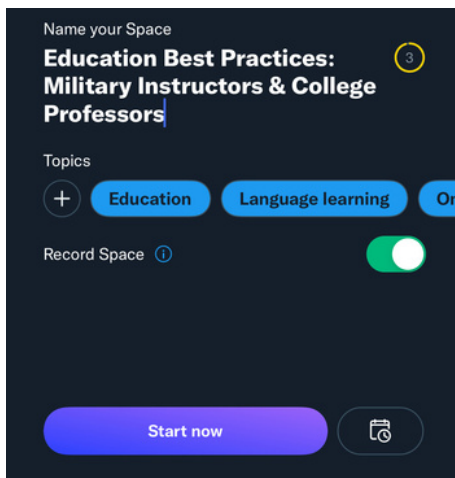 Name your Space
Education Best Practices:
Military Instructors & College
Professors
3
Topics
+ Education Language learning
Record Space
Start now